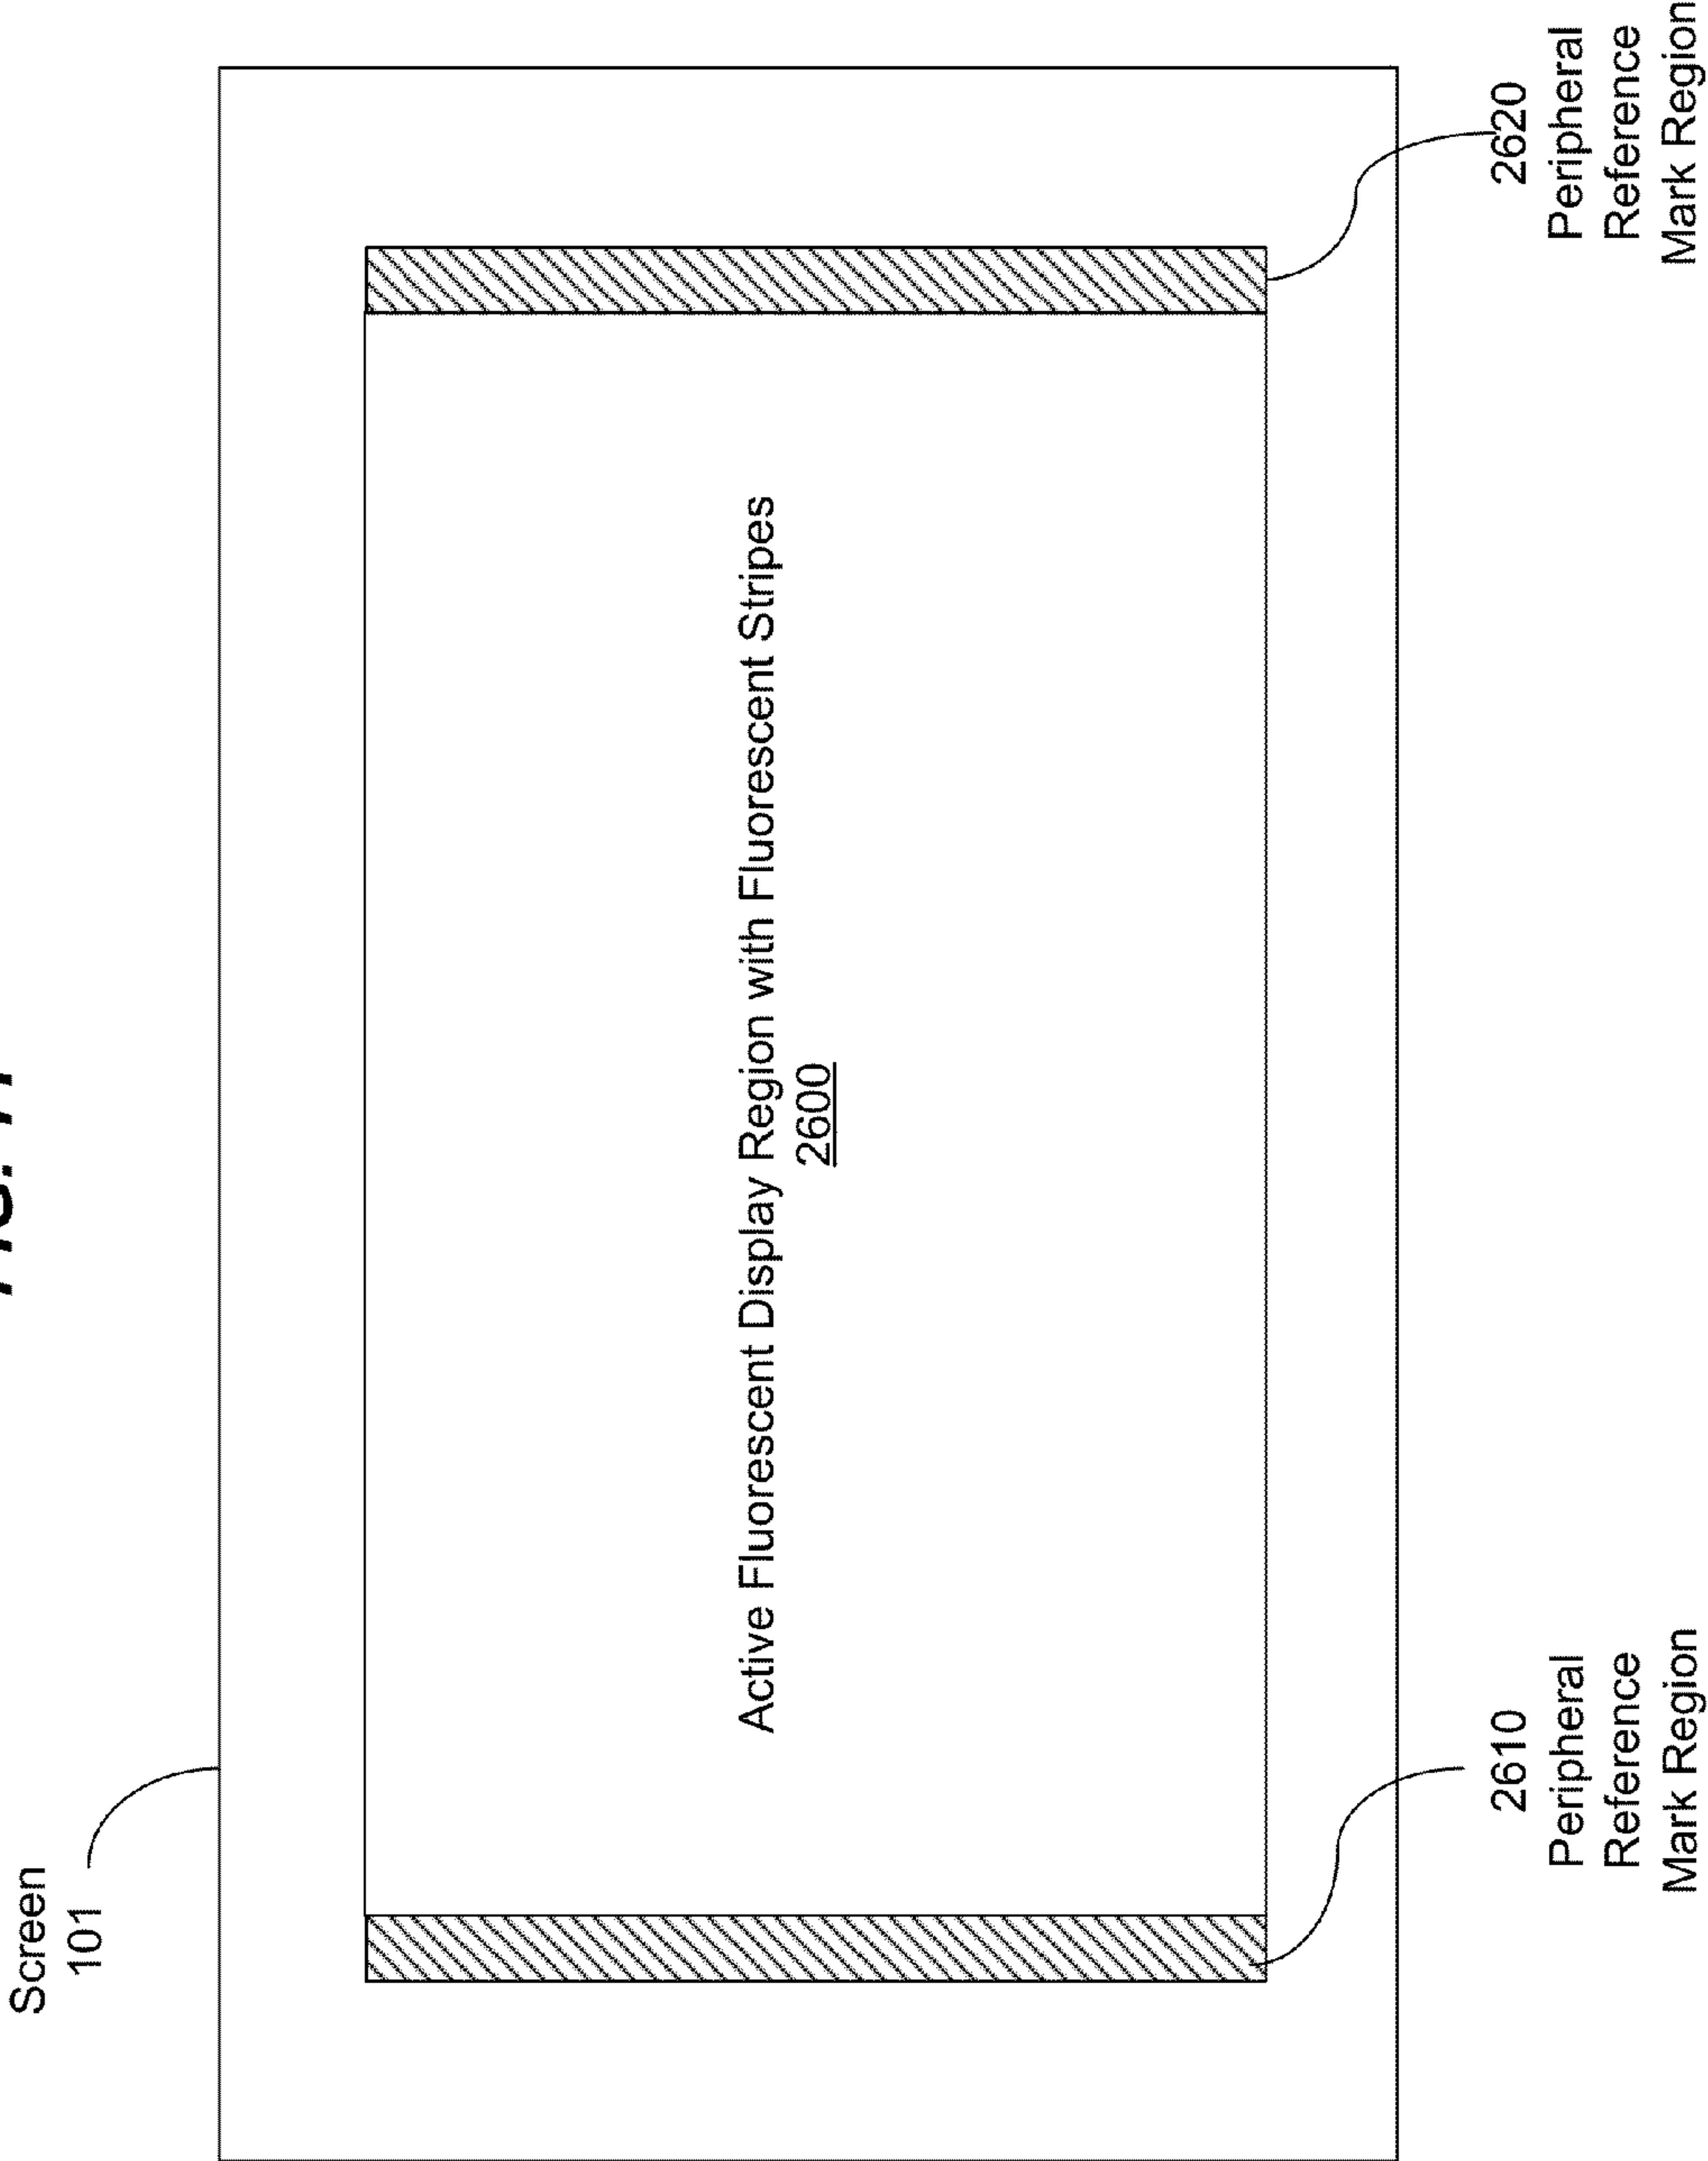 Screen
101
Active Fluorescent Display Region with Fluorescent Stripes
2600
2610
Peripheral
Reference
Mark Region
2620
Peripheral
Reference
Mark Region